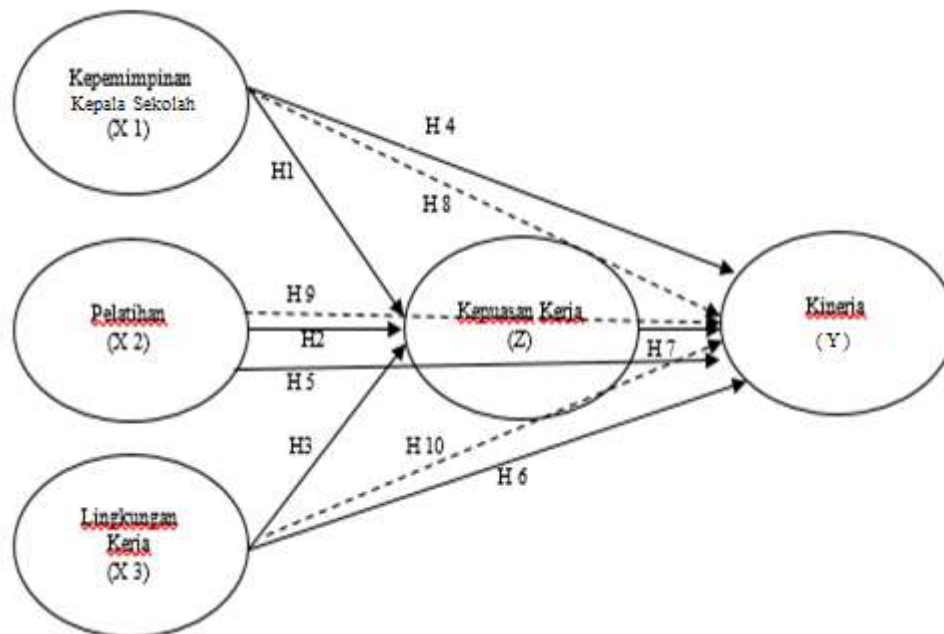 Kepemimpinan
Kepala Sekolah
(X 1)
H 4
H1
H 8
Pelatihan
(X 2)
H 9
H2
H 5
Kepuasan Kerja
(Z)
H 7
Kinerja
( Y )
H3
H 10
H 6
Lingkungan
Kerja
(X 3)